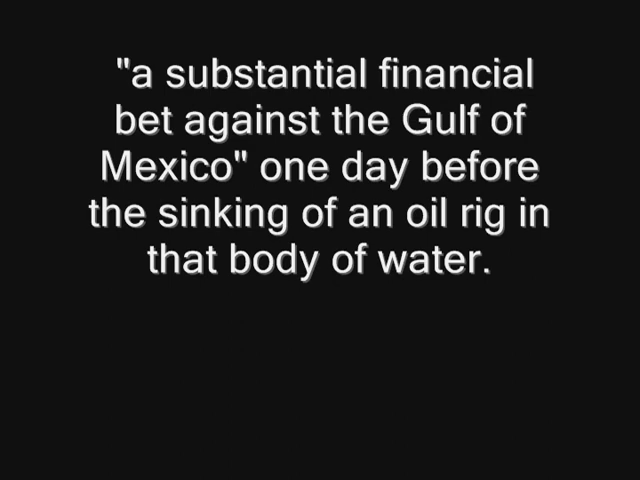 "a substantial financial
bet against the Gulf of
Mexico" one day before
the sinking of an oil rig in
that body of water.